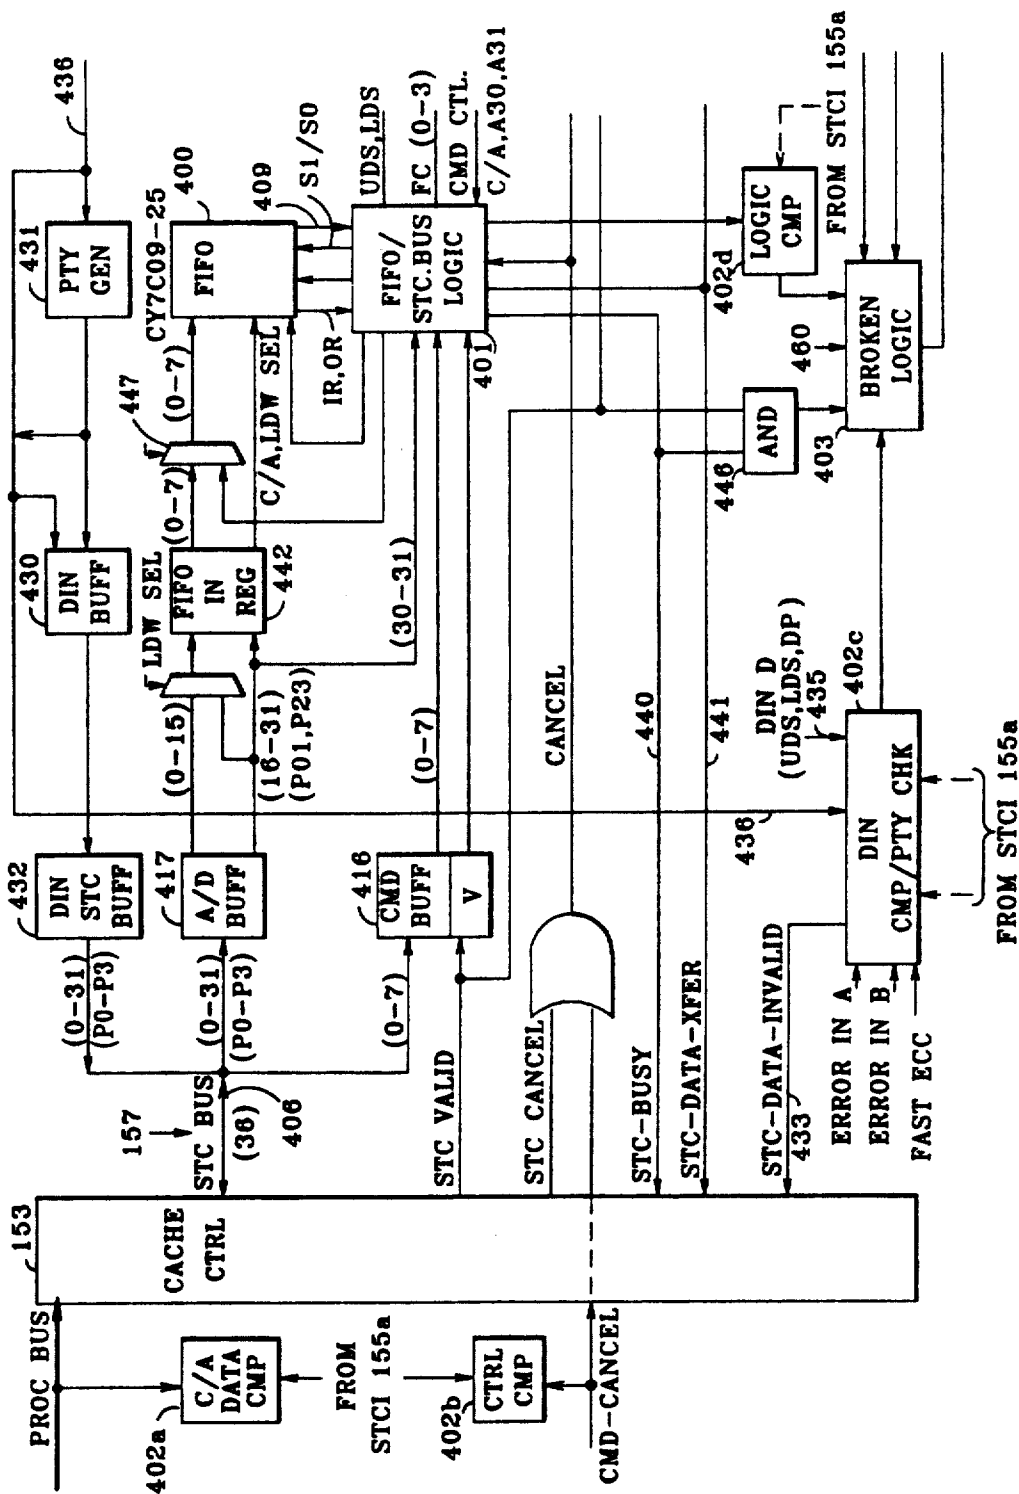 PROC BUS
153
CACHE
CTRL
402a
C/A
DATA
CMP
FROM
STCI 155a
402b
CTRL
CMP
CMD-CANCEL
157
STC BUS
(36)
406
STC VALID
STC CANCEL
STC-BUSY
STC-DATA-XFER
STC-DATA-INVALID
433
ERROR IN A
ERROR IN B
FAST ECC
(0-31)
(P0-P3)
(0-31)
(P0-P3)
(0-7)
432
DIN
STC
BUFF
417
A/D
BUFF
416
CMD
BUFF
V
436
DIN
CMP/PTY CHK
402c
FROM STCI 155a
DIN D
(UDS,LDS,DP)
435
(0-15)
(16-31)
(P01,P23)
(0-7)
CANCEL
440
441
LDW SEL
(30-31)
430
DIN
BUFF
FIFO
IN
REG
442
(0-7)
447
(0-7)
C/A,LDW SEL
431
PTY
GEN
436
CY7C09-25
FIFO
400
409
S1/S0
IR,OR
FIFO/
STC.BUS
LOGIC
401
UDS,LDS
FC (0-3)
CMD CTL.
C/A,A30,A31
446
AND
402d
LOGIC
CMP
FROM STCI 155a
460
403
BROKEN
LOGIC